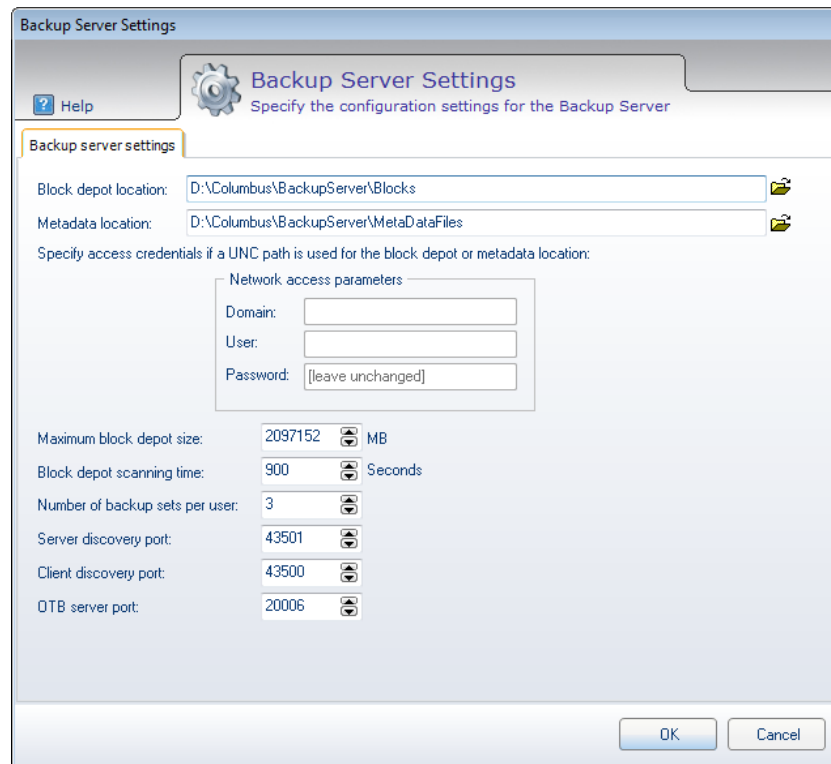 Backup Server Settings
Backup Server Settings
? Help
Specify the configuration settings for the Backup Server
Backup server settings
Block depot location: D:\Columbus\BackupServer\Blocks
Metadata location: D:\Columbus\BackupServer\MetaDataFiles
Specify access credentials if a UNC path is used for the block depot or metadata location:
Network access parameters
Domain:
User:
Password: [leave unchanged]
Maximum block depot size: 2097152 MB
Block depot scanning time: 900 Seconds
Number of backup sets per user: 3
Server discovery port: 43501
Client discovery port: 43500
OTB server port: 20006
OK Cancel